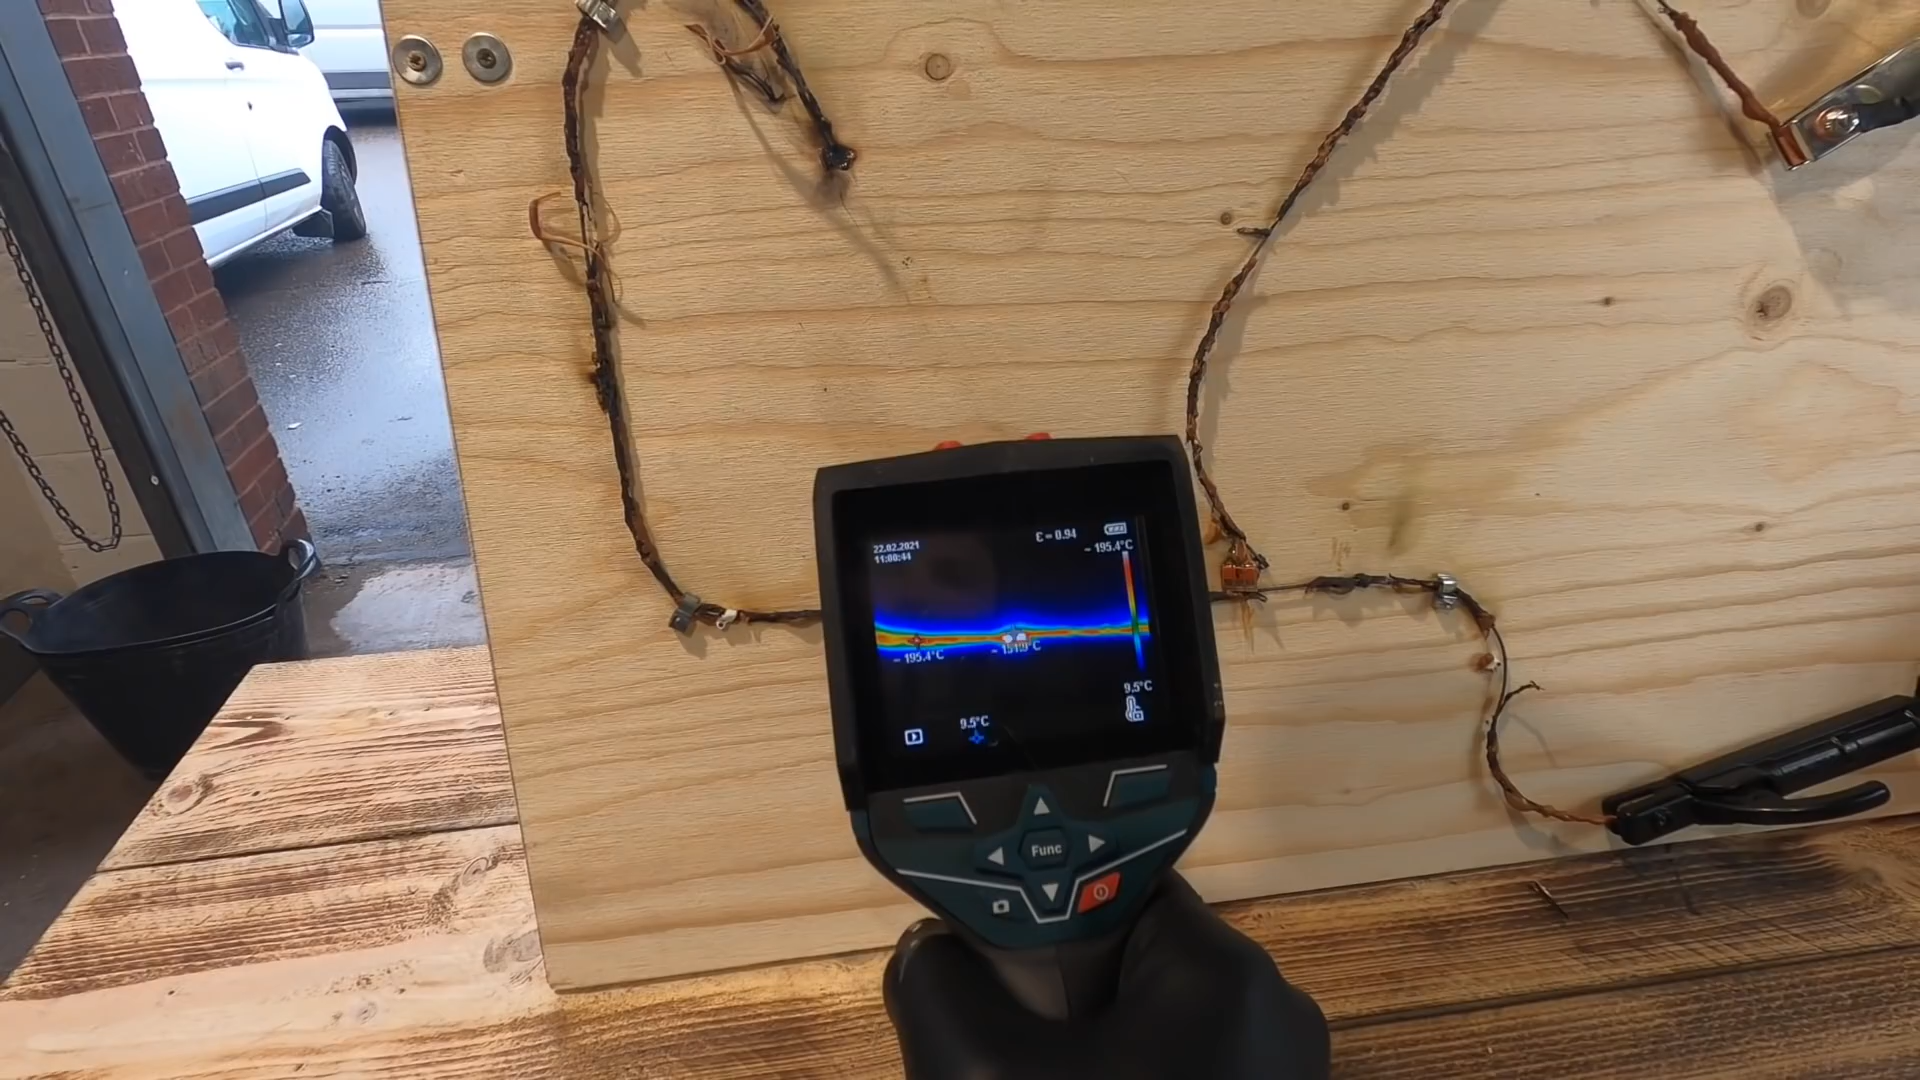 22.02.2021
11:00:44
ε = 0.94
~ 195.4°C
~ 195.4°C
9.5°C
9.5°C
Func